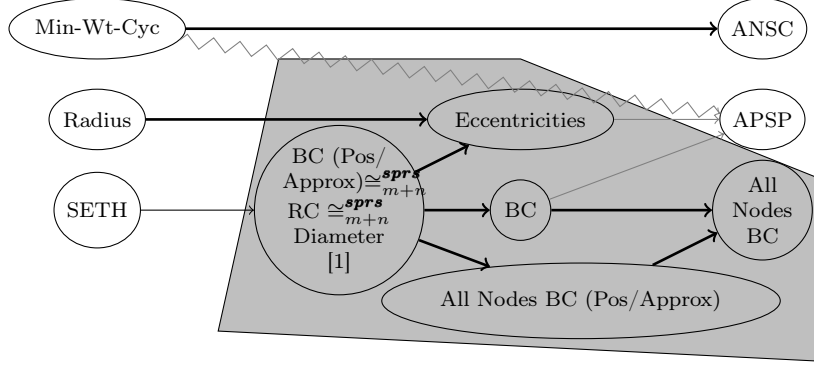 Min-Wt-Cyc
ANSC
Radius
Eccentricities
APSP
BC (Pos/
Approx)≅^{sprs}_{m+n}
RC ≅^{sprs}_{m+n}
Diameter
[1]
SETH
BC
All
Nodes
BC
All Nodes BC (Pos/Approx)